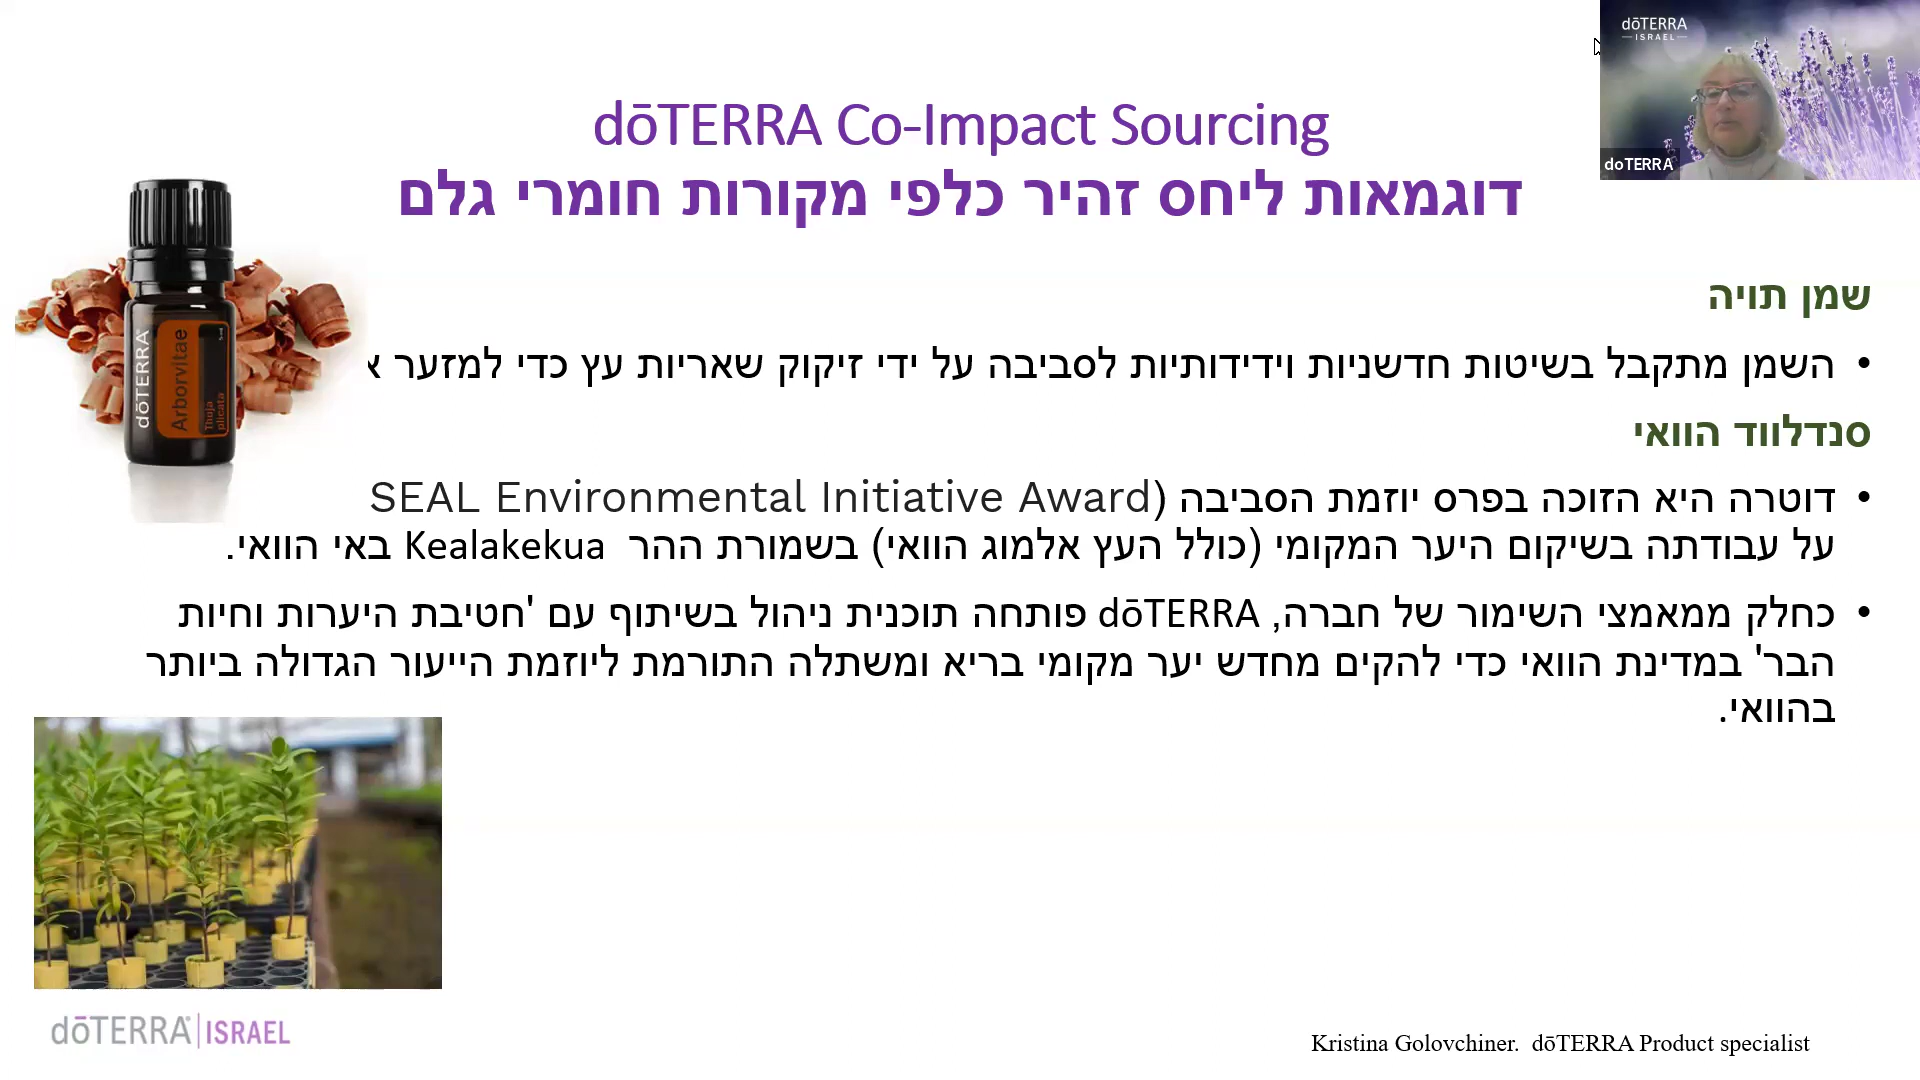 dōTERRA
ISRAEL
doTERRA
dōTERRA Co-Impact Sourcing
דוגמאות ליחס זהיר כלפי מקורות חומרי גלם
שמן תויה
• השמן מתקבל בשיטות חדשניות וידידותיות לסביבה על ידי זיקוק שאריות עץ כדי למזער א
סנדלווד הוואי
• דוטרה היא הזוכה בפרס יוזמת הסביבה (SEAL Environmental Initiative Award
על עבודתה בשיקום היער המקומי (כולל העץ אלמוג הוואי) בשמורת ההר Kealakekua באי הוואי.
• כחלק ממאמצי השימור של חברה, dōTERRA פותחה תוכנית ניהול בשיתוף עם 'חטיבת היערות וחיות
הבר' במדינת הוואי כדי להקים מחדש יער מקומי בריא ומשתלה התורמת ליוזמת הייעור הגדולה ביותר
בהוואי.
dōTERRA
Arborvitae
Thuja
plicata
dōTERRA ISRAEL
Kristina Golovchiner. dōTERRA Product specialist